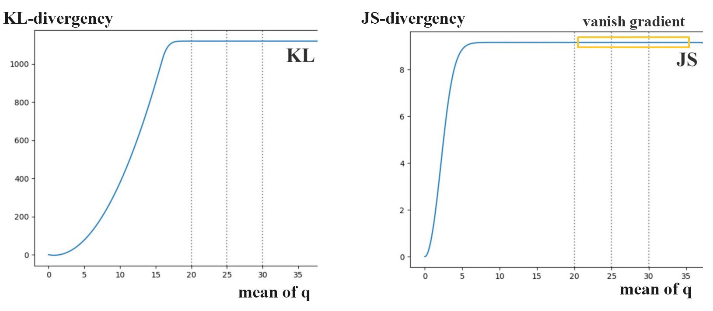 KL-divergency
KL
1000
800
600
400
200
0
0 5 10 15 20 25 30 35
mean of q
JS-divergency
vanish gradient
JS
8
6
4
2
0
0 5 10 15 20 25 30 35
mean of q